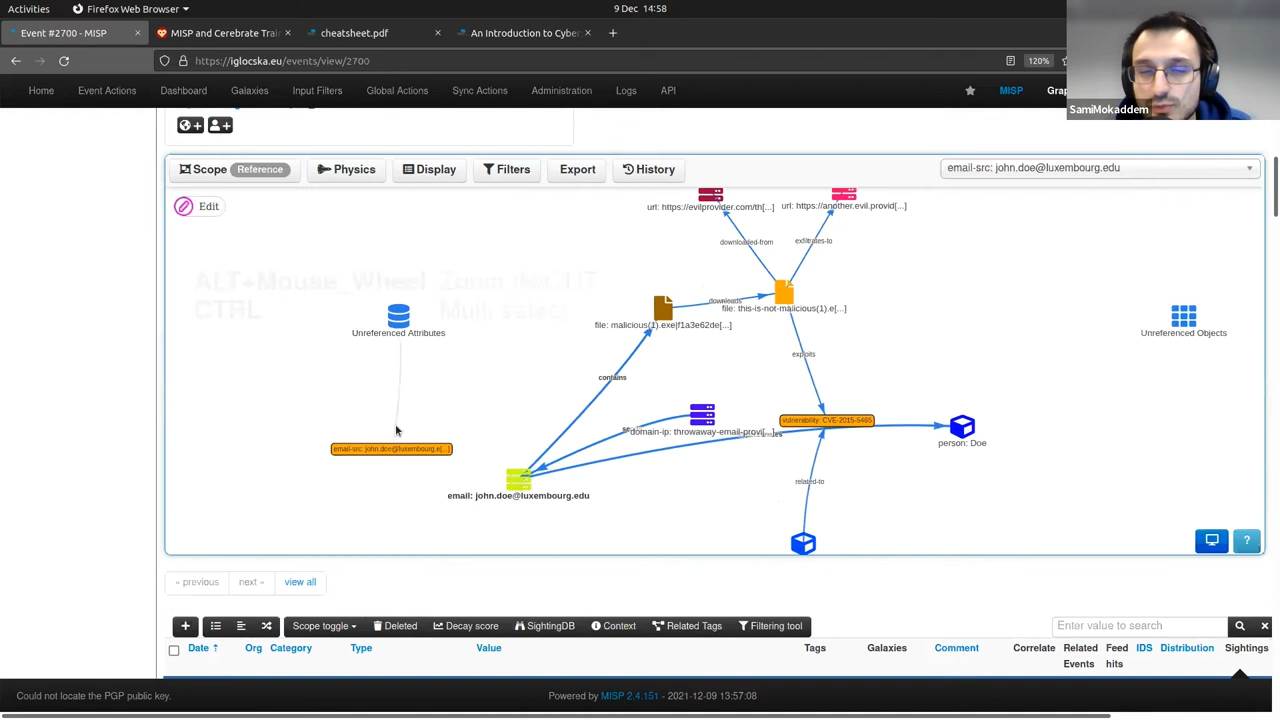 Activities
Firefox Web Browser
9 Dec 14:58
Event #2700 - MISP
MISP and Cerebrate Trai
cheatsheet.pdf
An Introduction to Cyber
https://iglocska.eu/events/view/2700
120%
Home
Event Actions
Dashboard
Galaxies
Input Filters
Global Actions
Sync Actions
Administration
Logs
API
MISP
SamiMokaddem
Scope Reference
Physics
Display
Filters
Export
History
email-src: john.doe@luxembourg.edu
Edit
url: https://evilprovider.com/th[...]
url: https://another.evil.provid[...]
downloaded-from
exfiltrates-to
ALT+Mouse_Wheel
CTRL
Multi select
downloads
file: this-is-not-malicious(1).e[...]
Unreferenced Attributes
file: malicious(1).exe|f1a3e62de[...]
Unreferenced Objects
exploits
contains
vulnerability: CVE-2015-5465
domain-ip: throwaway-email-provi[...]
person: Doe
email-src: john.doe@luxembourg.e[...]
related-to
email: john.doe@luxembourg.edu
?
« previous
next »
view all
+
Scope toggle
Deleted
Decay score
SightingDB
Context
Related Tags
Filtering tool
Enter value to search
Date
Org
Category
Type
Value
Tags
Galaxies
Comment
Correlate
Related Events
Feed hits
IDS
Distribution
Sightings
Could not locate the PGP public key.
Powered by MISP 2.4.151 - 2021-12-09 13:57:08